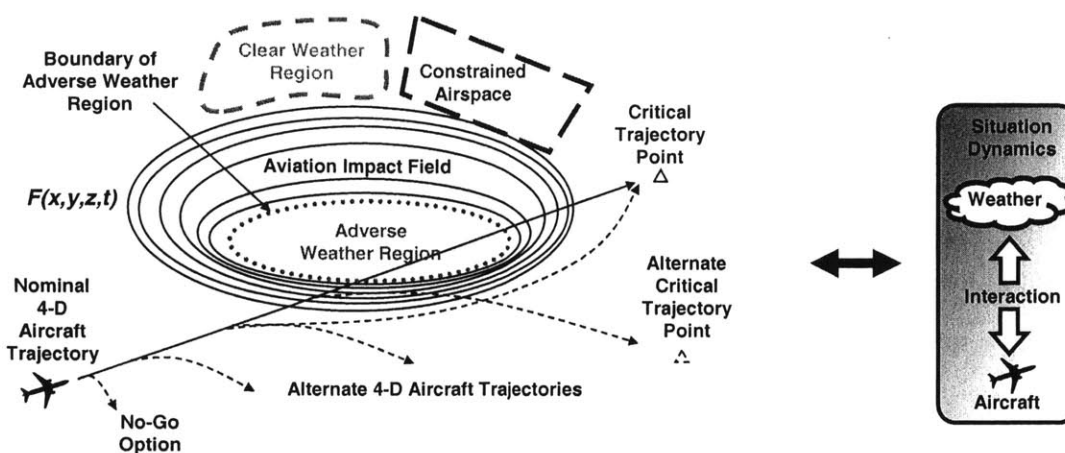 Clear Weather
Region
Boundary of
Adverse Weather
Region
Constrained
Airspace
Critical
Trajectory
Point
Aviation Impact Field
F(x,y,z,t)
Adverse
Weather Region
Nominal
4-D
Aircraft
Trajectory
Alternate
Critical
Trajectory
Point
Alternate 4-D Aircraft Trajectories
No-Go
Option
Situation
Dynamics
Weather
Interaction
Aircraft